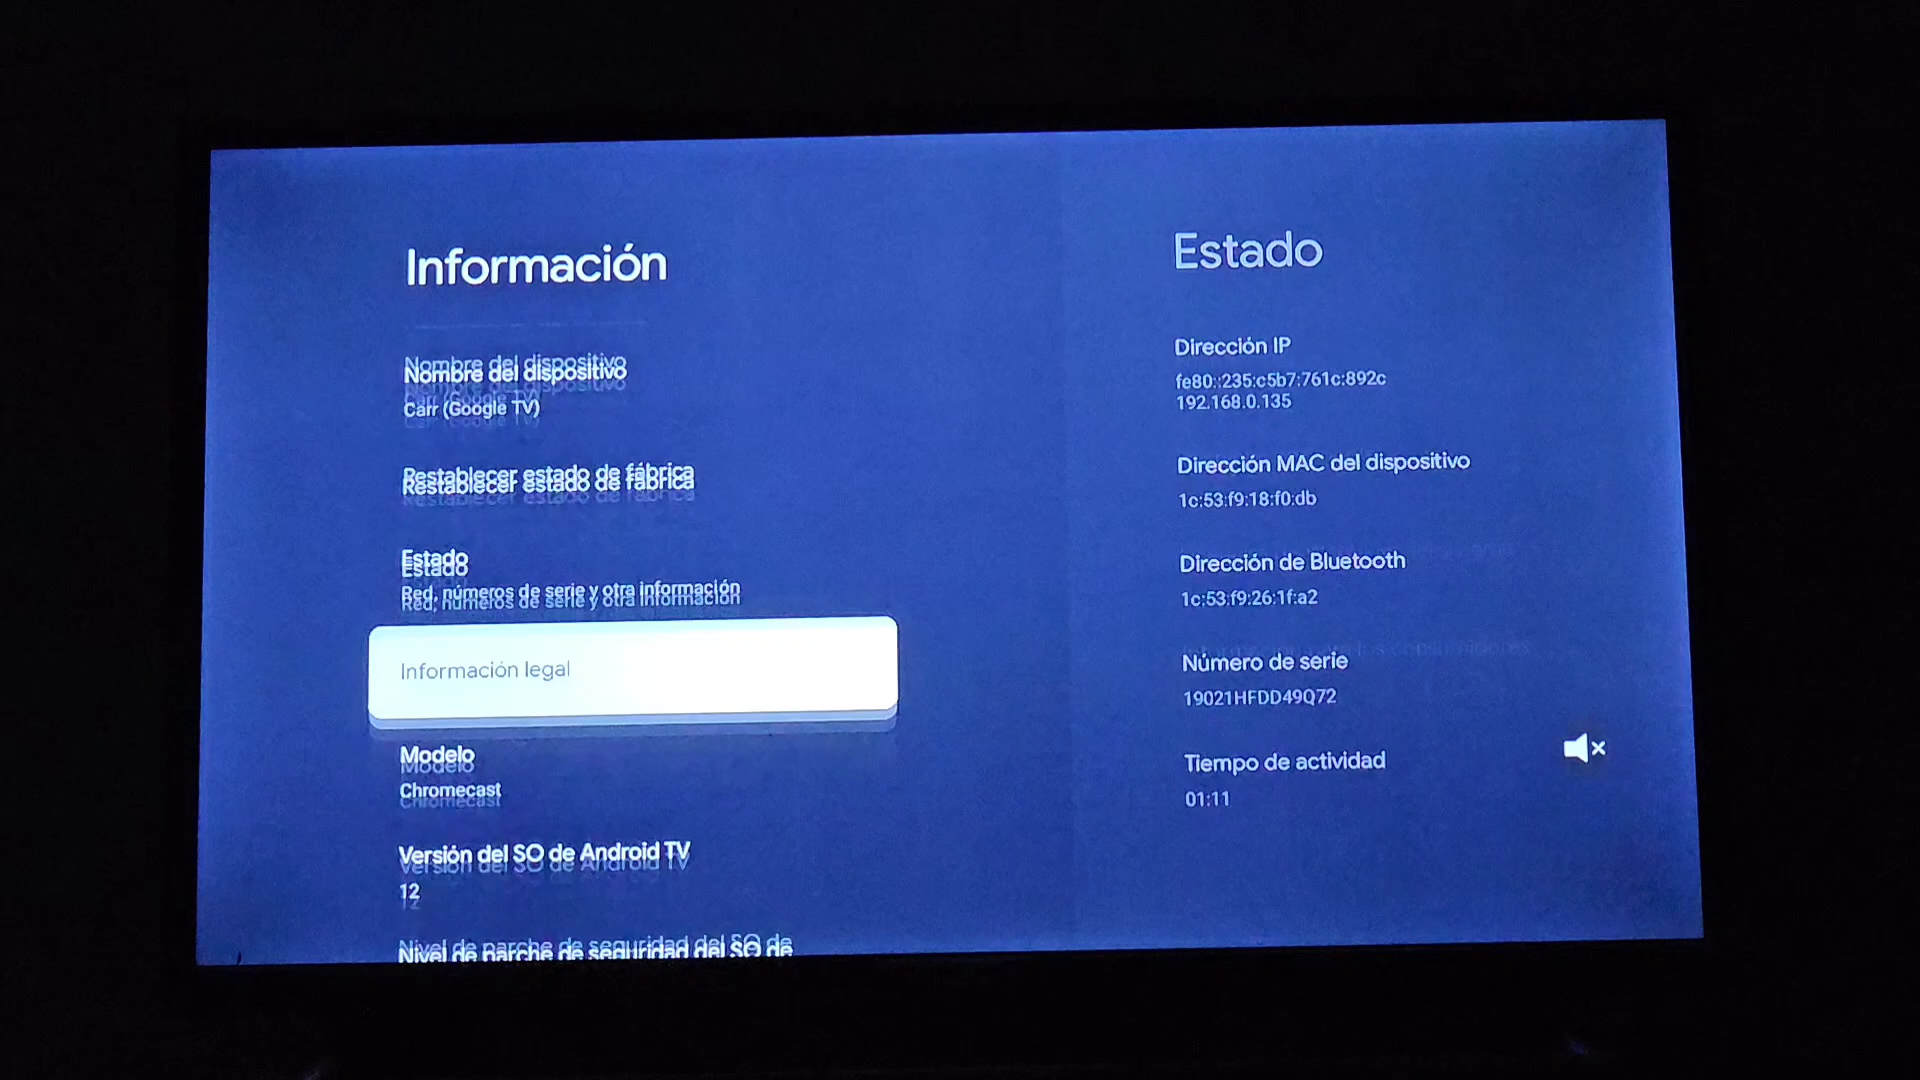 Información
Nombre del dispositivo
Carr (Google TV)
Restablecer estado de fábrica
Estado
Red, números de serie y otra información
Información legal
Modelo
Chromecast
Versión del SO de Android TV
12
Nivel de parche de seguridad del SO de
Estado
Dirección IP
fe80::235:c5b7:761c:892c
192.168.0.135
Dirección MAC del dispositivo
1c:53:f9:18:f0:db
Dirección de Bluetooth
1c:53:f9:26:1f:a2
Número de serie
19021HFDD49Q72
Tiempo de actividad
01:11